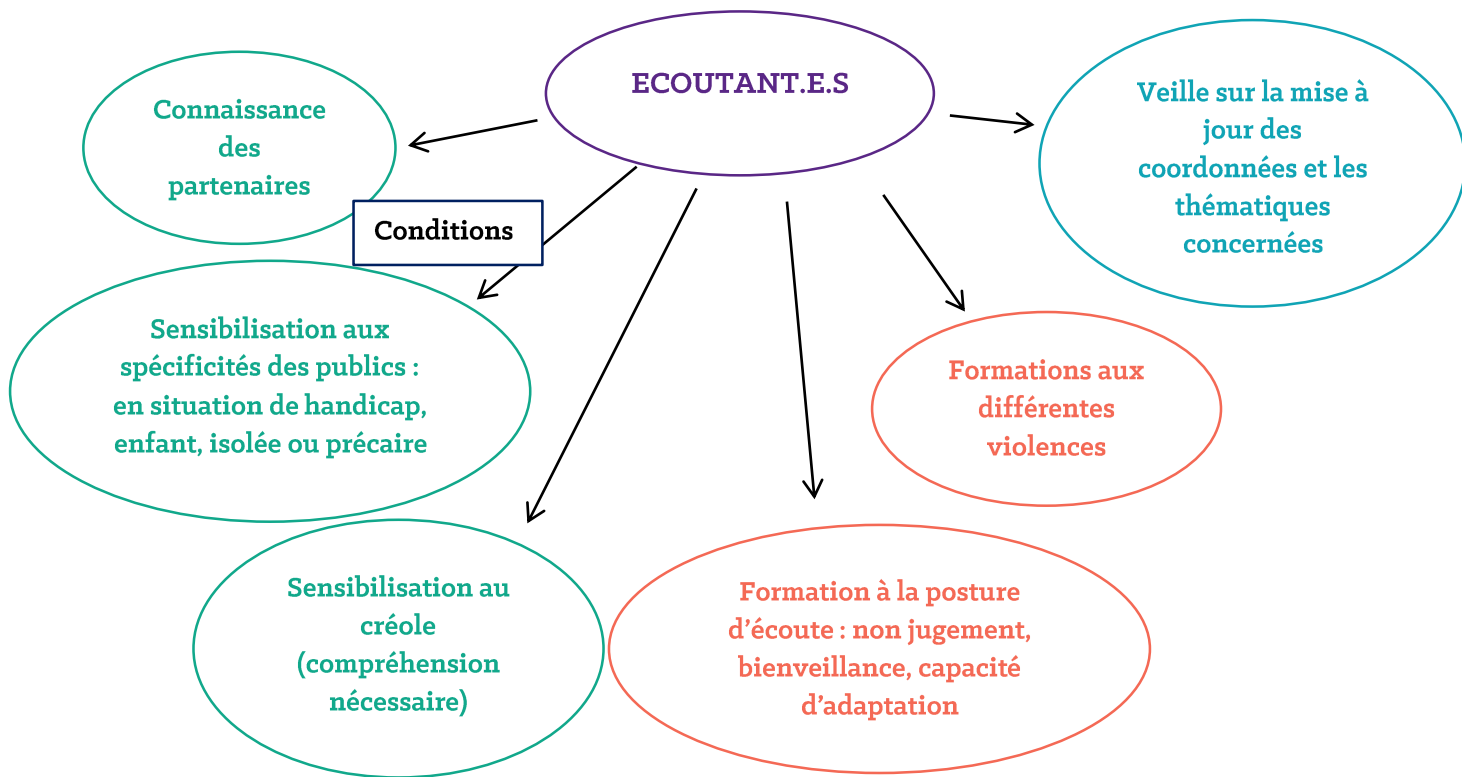 ECOUTANT.E.S
Connaissance
des
partenaires
Veille sur la mise à
jour des
coordonnées et les
thématiques
concernées
Conditions
Sensibilisation aux
spécificités des publics :
en situation de handicap,
enfant, isolée ou précaire
Formations aux
différentes
violences
Sensibilisation au
créole
(compréhension
nécessaire)
Formation à la posture
d’écoute : non jugement,
bienveillance, capacité
d’adaptation